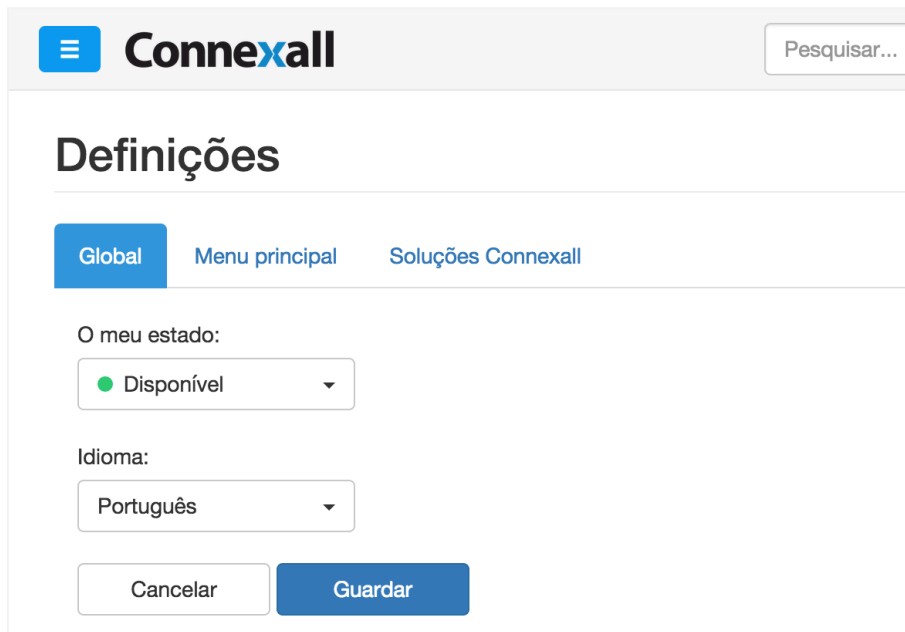 Connexall
Pesquisar...
Definições
Global
Menu principal
Soluções Connexall
O meu estado:
Disponível
Idioma:
Português
Cancelar
Guardar